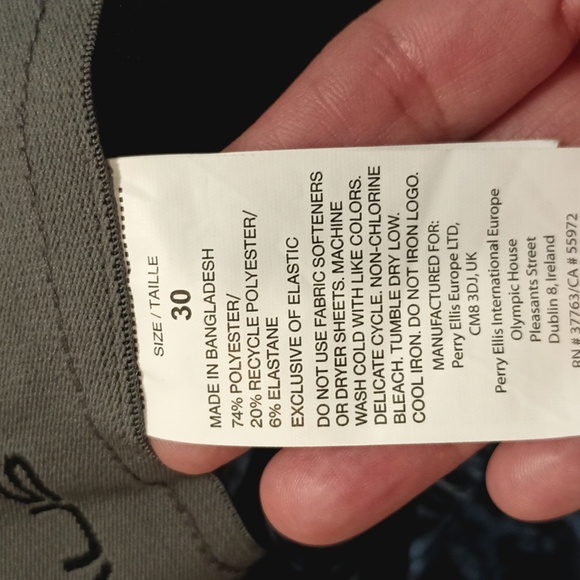 SIZE / TAILLE
30
MADE IN BANGLADESH
74% POLYESTER/
20% RECYCLE POLYESTER/
6% ELASTANE
EXCLUSIVE OF ELASTIC
DO NOT USE FABRIC SOFTENERS
OR DRYER SHEETS. MACHINE
WASH COLD WITH LIKE COLORS.
DELICATE CYCLE. NON-CHLORINE
BLEACH. TUMBLE DRY LOW.
COOL IRON. DO NOT IRON LOGO.
MANUFACTURED FOR:
Perry Ellis Europe LTD,
CM8 3DJ, UK
Perry Ellis International Europe
Olympic House
Pleasants Street
Dublin 8, Ireland
RN # 37763/CA # 55972